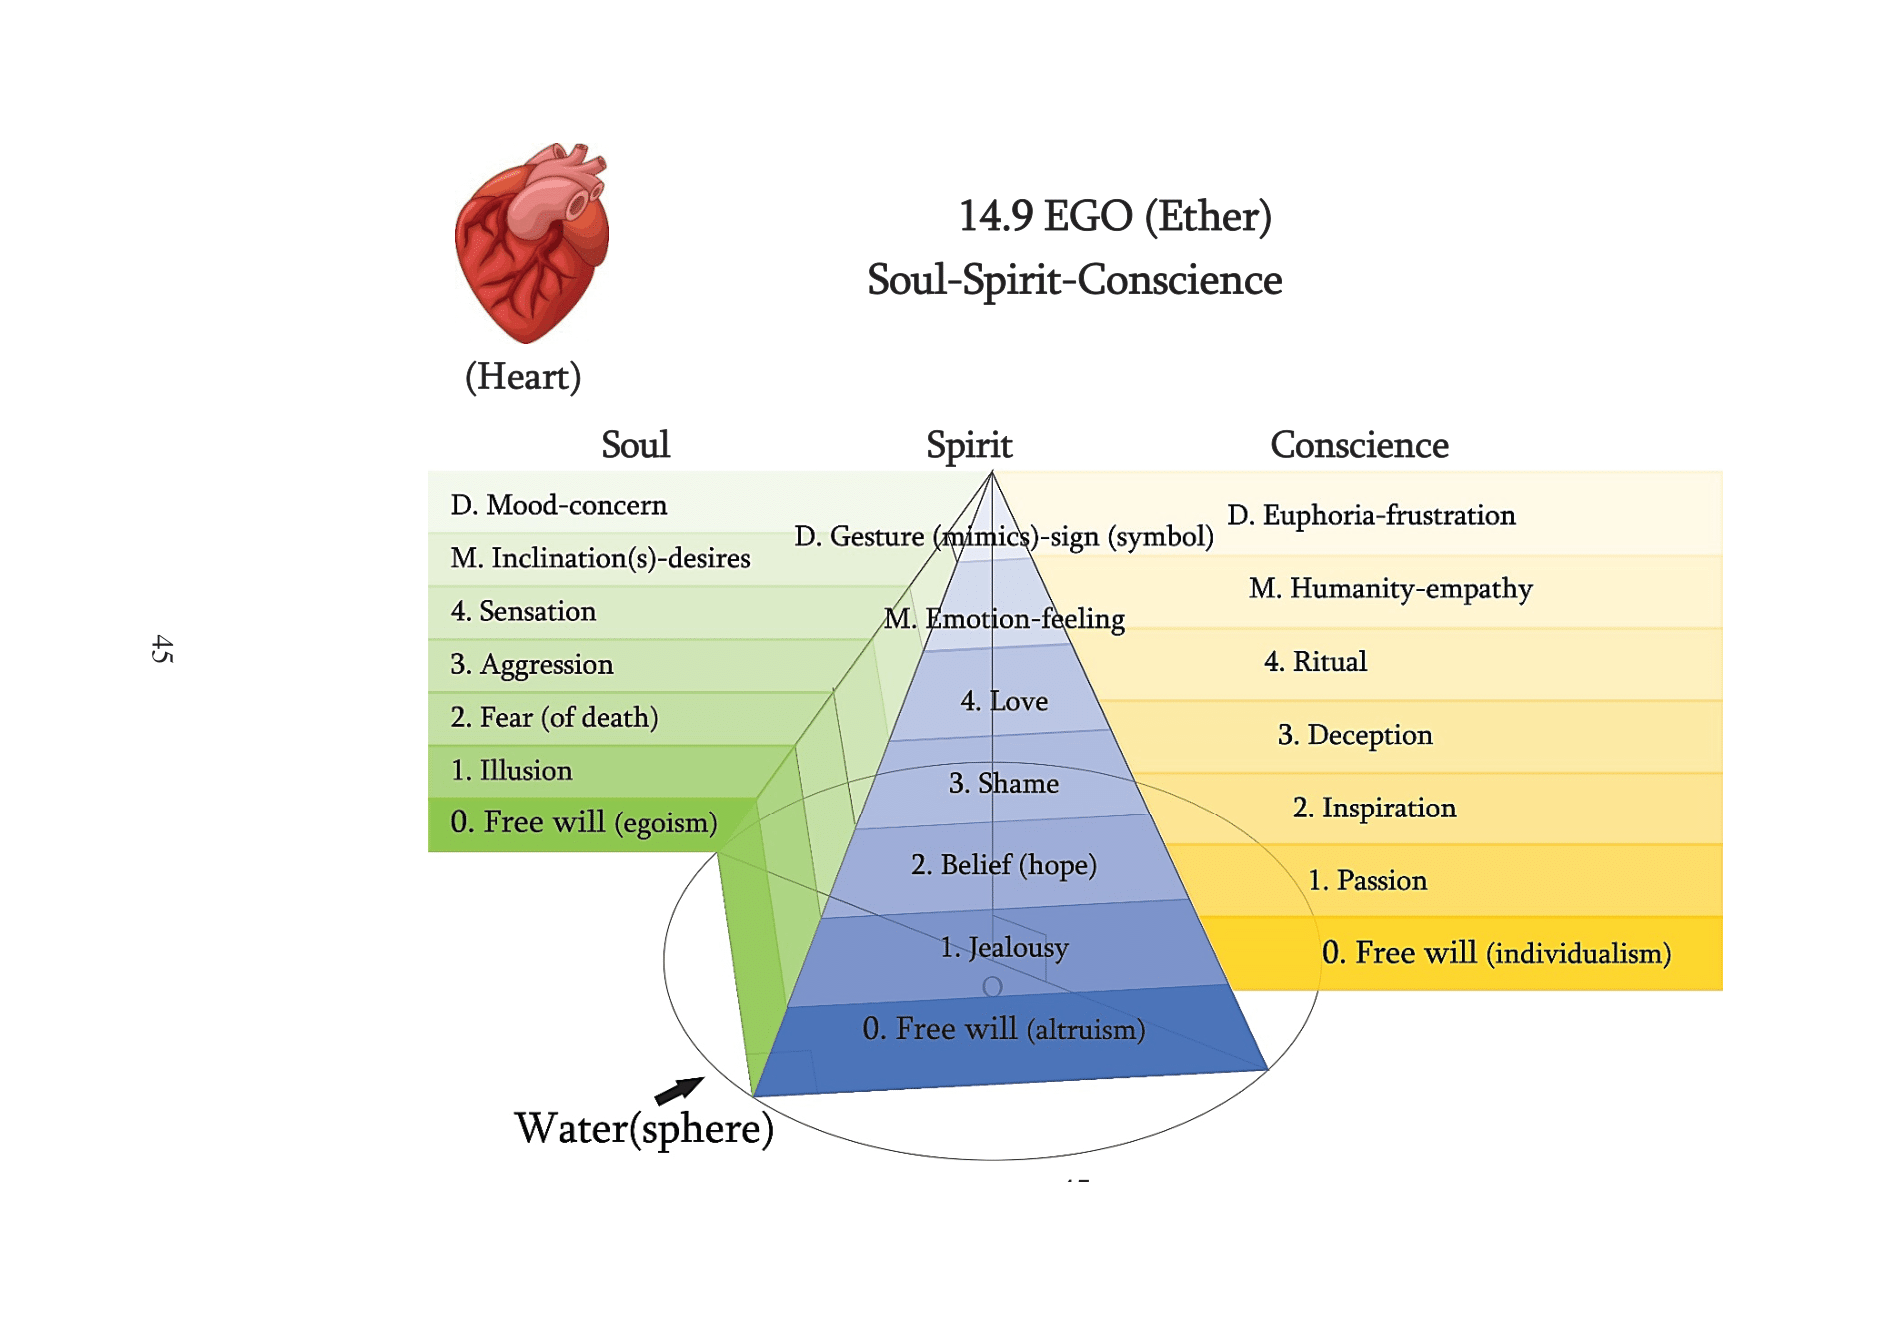 14.9 EGO (Ether)
Soul-Spirit-Conscience
(Heart)
Soul
Spirit
Conscience
D. Mood-concern
M. Inclination(s)-desires
4. Sensation
3. Aggression
2. Fear (of death)
1. Illusion
0. Free will (egoism)
D. Gesture (mimics)-sign (symbol)
M. Emotion-feeling
4. Love
3. Shame
2. Belief (hope)
1. Jealousy
O
0. Free will (altruism)
D. Euphoria-frustration
M. Humanity-empathy
4. Ritual
3. Deception
2. Inspiration
1. Passion
0. Free will (individualism)
Water(sphere)
45